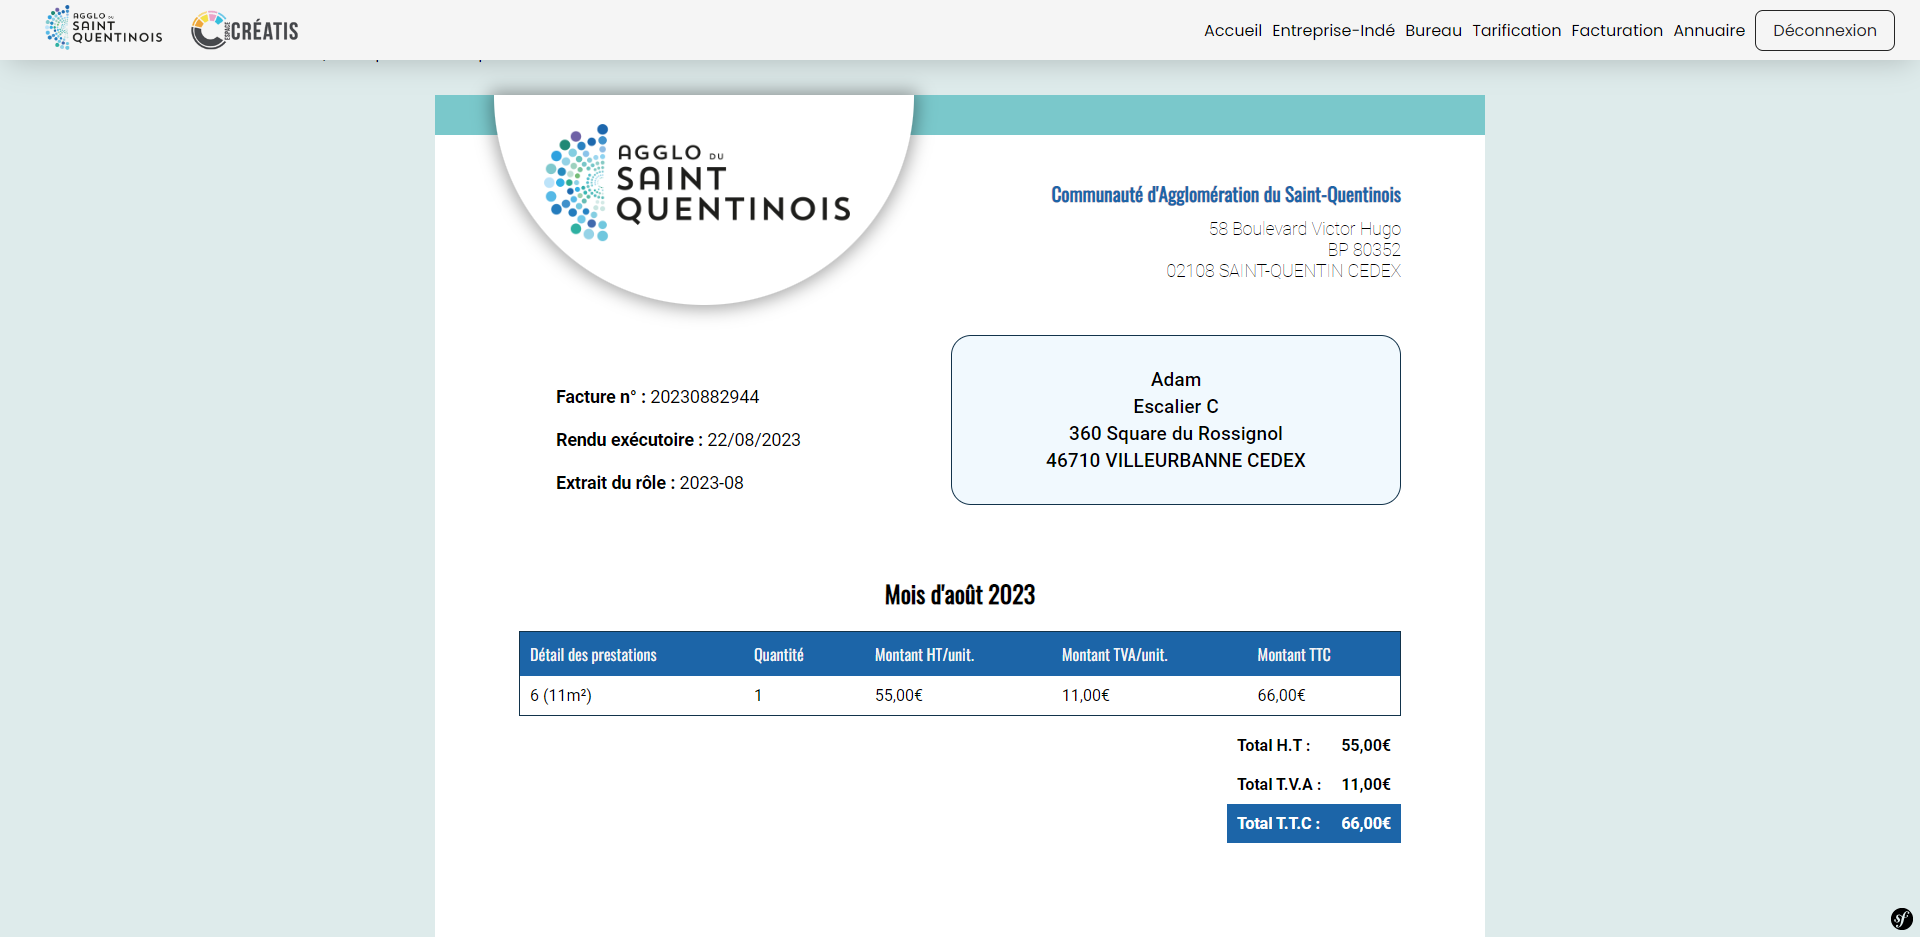 AGGLO DU
SAINT
QUENTINOIS
ESPACE
CRÉATIS
Accueil Entreprise-Indé Bureau Tarification Facturation Annuaire Déconnexion
AGGLO DU
SAINT
QUENTINOIS
Communauté d'Agglomération du Saint-Quentinois
58 Boulevard Victor Hugo
BP 80352
02108 SAINT-QUENTIN CEDEX
Adam
Escalier C
360 Square du Rossignol
46710 VILLEURBANNE CEDEX
Facture n° : 20230882944
Rendu exécutoire : 22/08/2023
Extrait du rôle : 2023-08
Mois d'août 2023
Détail des prestations Quantité Montant HT/unit. Montant TVA/unit. Montant TTC
6 (11m²) 1 55,00€ 11,00€ 66,00€
Total H.T : 55,00€
Total T.V.A : 11,00€
Total T.T.C : 66,00€
sf